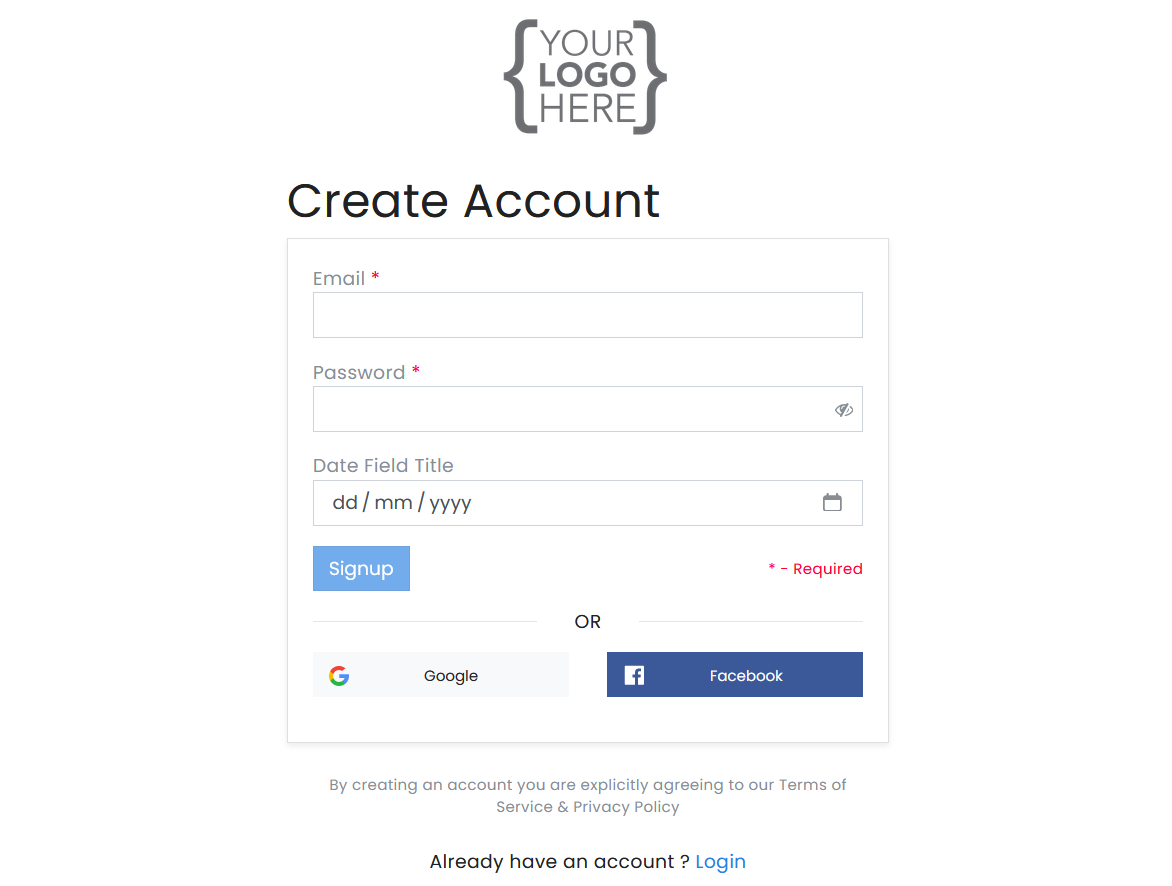 YOUR
LOGO
HERE
Create Account
Email *
Password *
Date Field Title
dd / mm / yyyy
Signup
* - Required
OR
Google
Facebook
By creating an account you are explicitly agreeing to our Terms of
Service & Privacy Policy
Already have an account ? Login